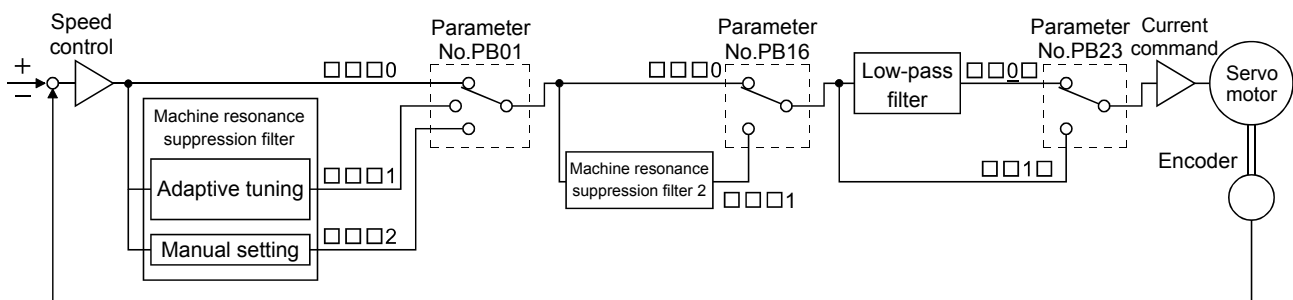 Speed
control
+
−
□□□0
Machine resonance
suppression filter
Adaptive tuning
□□□1
Manual setting
□□□2
Parameter
No.PB01
□□□0
Machine resonance
suppression filter 2
□□□1
Parameter
No.PB16
Low-pass
filter
□□0□
□□1□
Parameter
No.PB23
Current
command
Servo
motor
Encoder